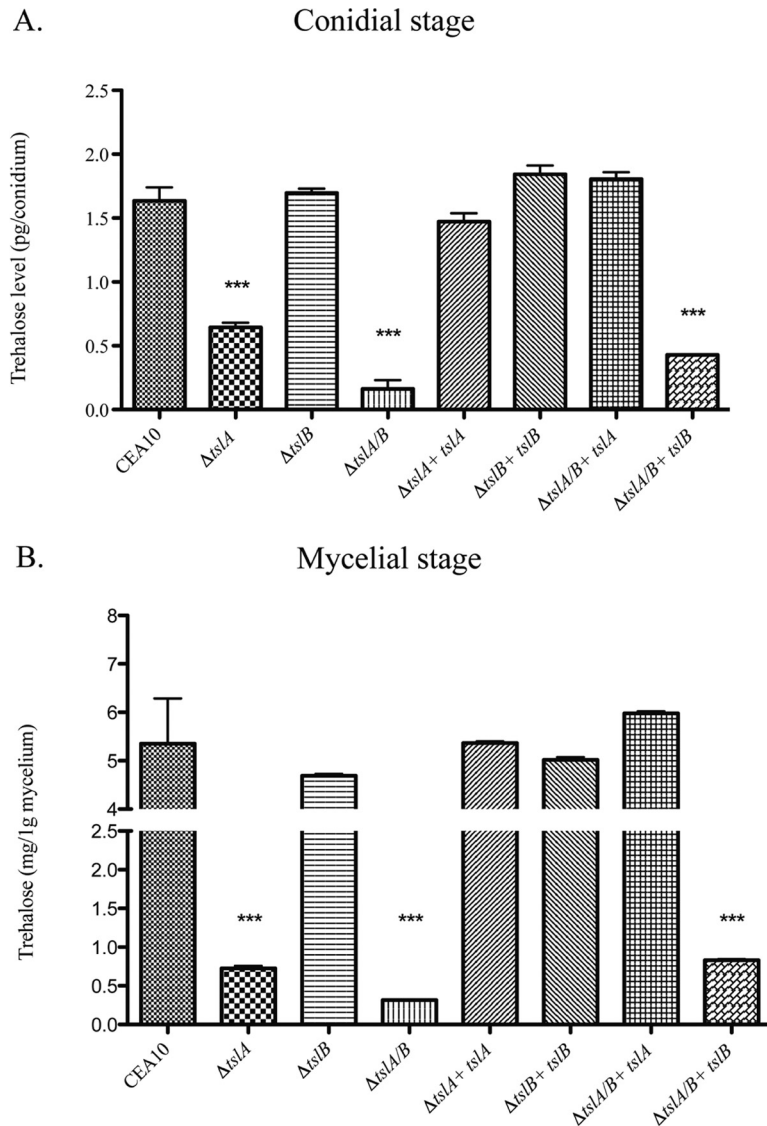 A.
Conidial stage
Trehalose level (pg/conidium)
2.5
2.0
1.5
1.0
0.5
0.0
***
***
***
CEA10
ΔtslA
ΔtslB
ΔtslA/B
ΔtslA+ tslA
ΔtslB+ tslB
ΔtslA/B+ tslA
ΔtslA/B+ tslB
B.
Mycelial stage
Trehalose (mg/1g mycelium)
8
7
6
5
4
2.5
2.0
1.5
1.0
0.5
0.0
***
***
***
CEA10
ΔtslA
ΔtslB
ΔtslA/B
ΔtslA+ tslA
ΔtslB+ tslB
ΔtslA/B+ tslA
ΔtslA/B+ tslB